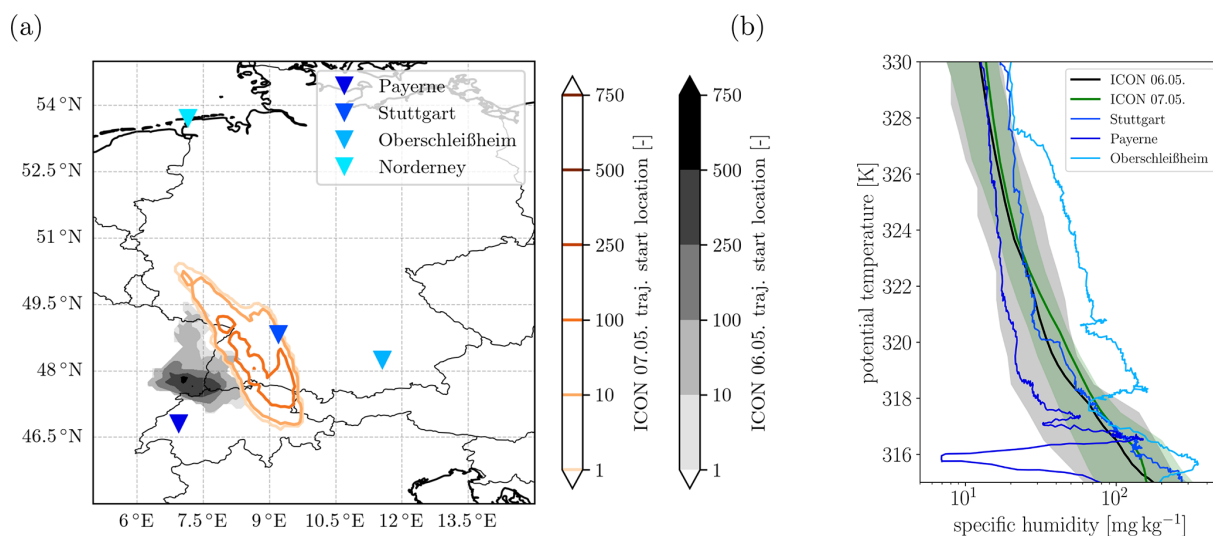 (a)
(b)
Payerne
Stuttgart
Oberschleißheim
Norderney
54 °N
52.5 °N
51 °N
49.5 °N
48 °N
46.5 °N
6 °E
7.5 °E
9 °E
10.5 °E
12 °E
13.5 °E
750
500
250
100
10
1
ICON 07.05. traj. start location [-]
750
500
250
100
10
1
ICON 06.05. traj. start location [-]
330
328
326
324
322
320
318
316
potential temperature [K]
ICON 06.05.
ICON 07.05.
Stuttgart
Payerne
Oberschleißheim
10¹
10²
specific humidity [mg kg⁻¹]